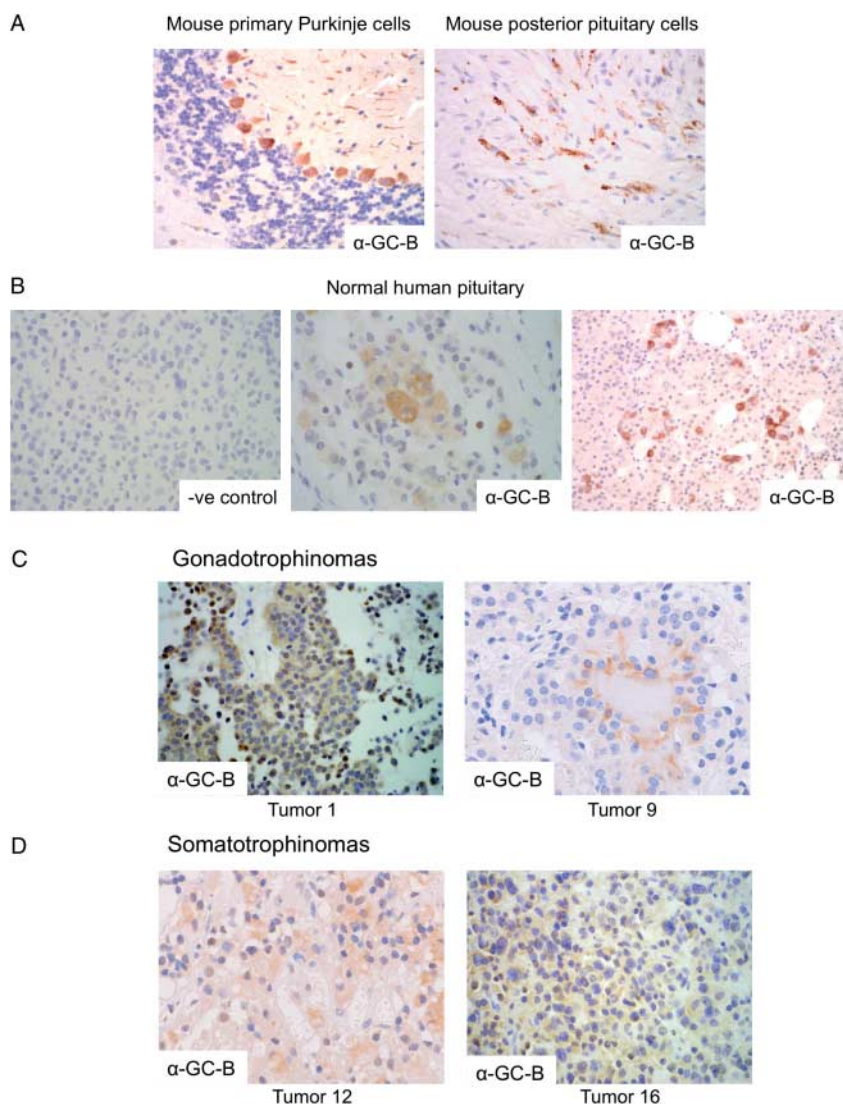 A
Mouse primary Purkinje cells
Mouse posterior pituitary cells
α-GC-B
α-GC-B
B
Normal human pituitary
-ve control
α-GC-B
α-GC-B
C
Gonadotrophinomas
α-GC-B
α-GC-B
Tumor 1
Tumor 9
D
Somatotrophinomas
α-GC-B
α-GC-B
Tumor 12
Tumor 16